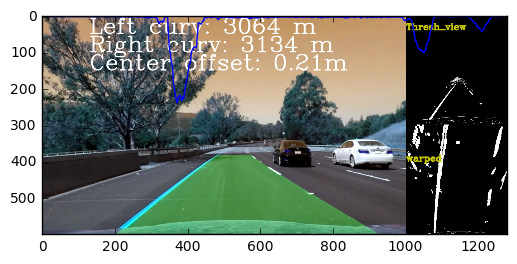 Left curv: 3064 m
Right curv: 3134 m
Center offset: 0.21m
Thresh_view
warped
0
100
200
300
400
500
0
200
400
600
800
1000
1200